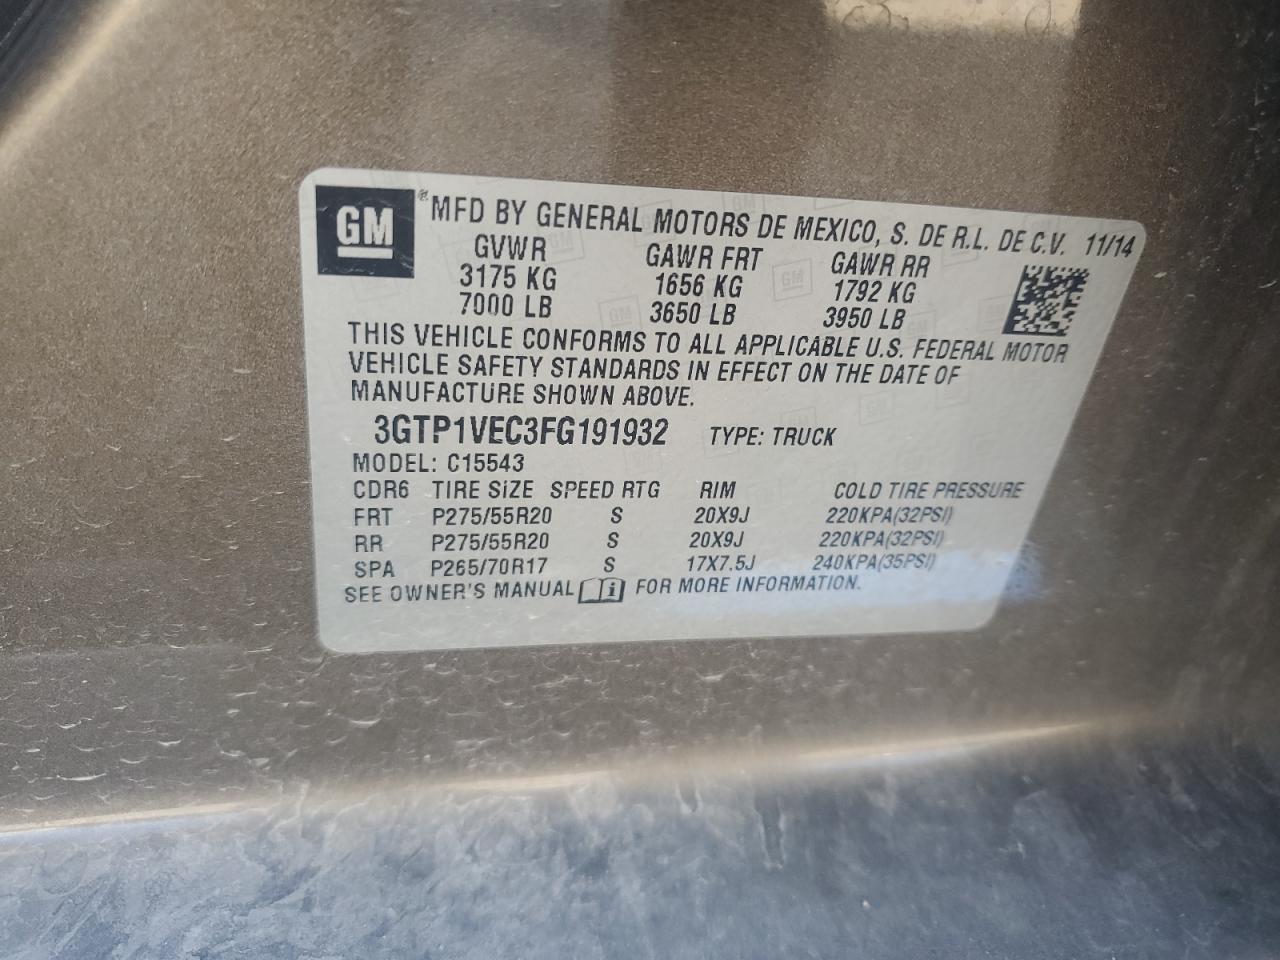 GM ® MFD BY GENERAL MOTORS DE MEXICO, S. DE R.L. DE C.V. 11/14
GVWR GAWR FRT GAWR RR
3175 KG 1656 KG 1792 KG
7000 LB 3650 LB 3950 LB
THIS VEHICLE CONFORMS TO ALL APPLICABLE U.S. FEDERAL MOTOR
VEHICLE SAFETY STANDARDS IN EFFECT ON THE DATE OF
MANUFACTURE SHOWN ABOVE.
3GTP1VEC3FG191932 TYPE: TRUCK
MODEL: C15543
CDR6 TIRE SIZE SPEED RTG RIM COLD TIRE PRESSURE
FRT P275/55R20 S 20X9J 220KPA(32PSI)
RR P275/55R20 S 20X9J 220KPA(32PSI)
SPA P265/70R17 S 17X7.5J 240KPA(35PSI)
SEE OWNER'S MANUAL FOR MORE INFORMATION.